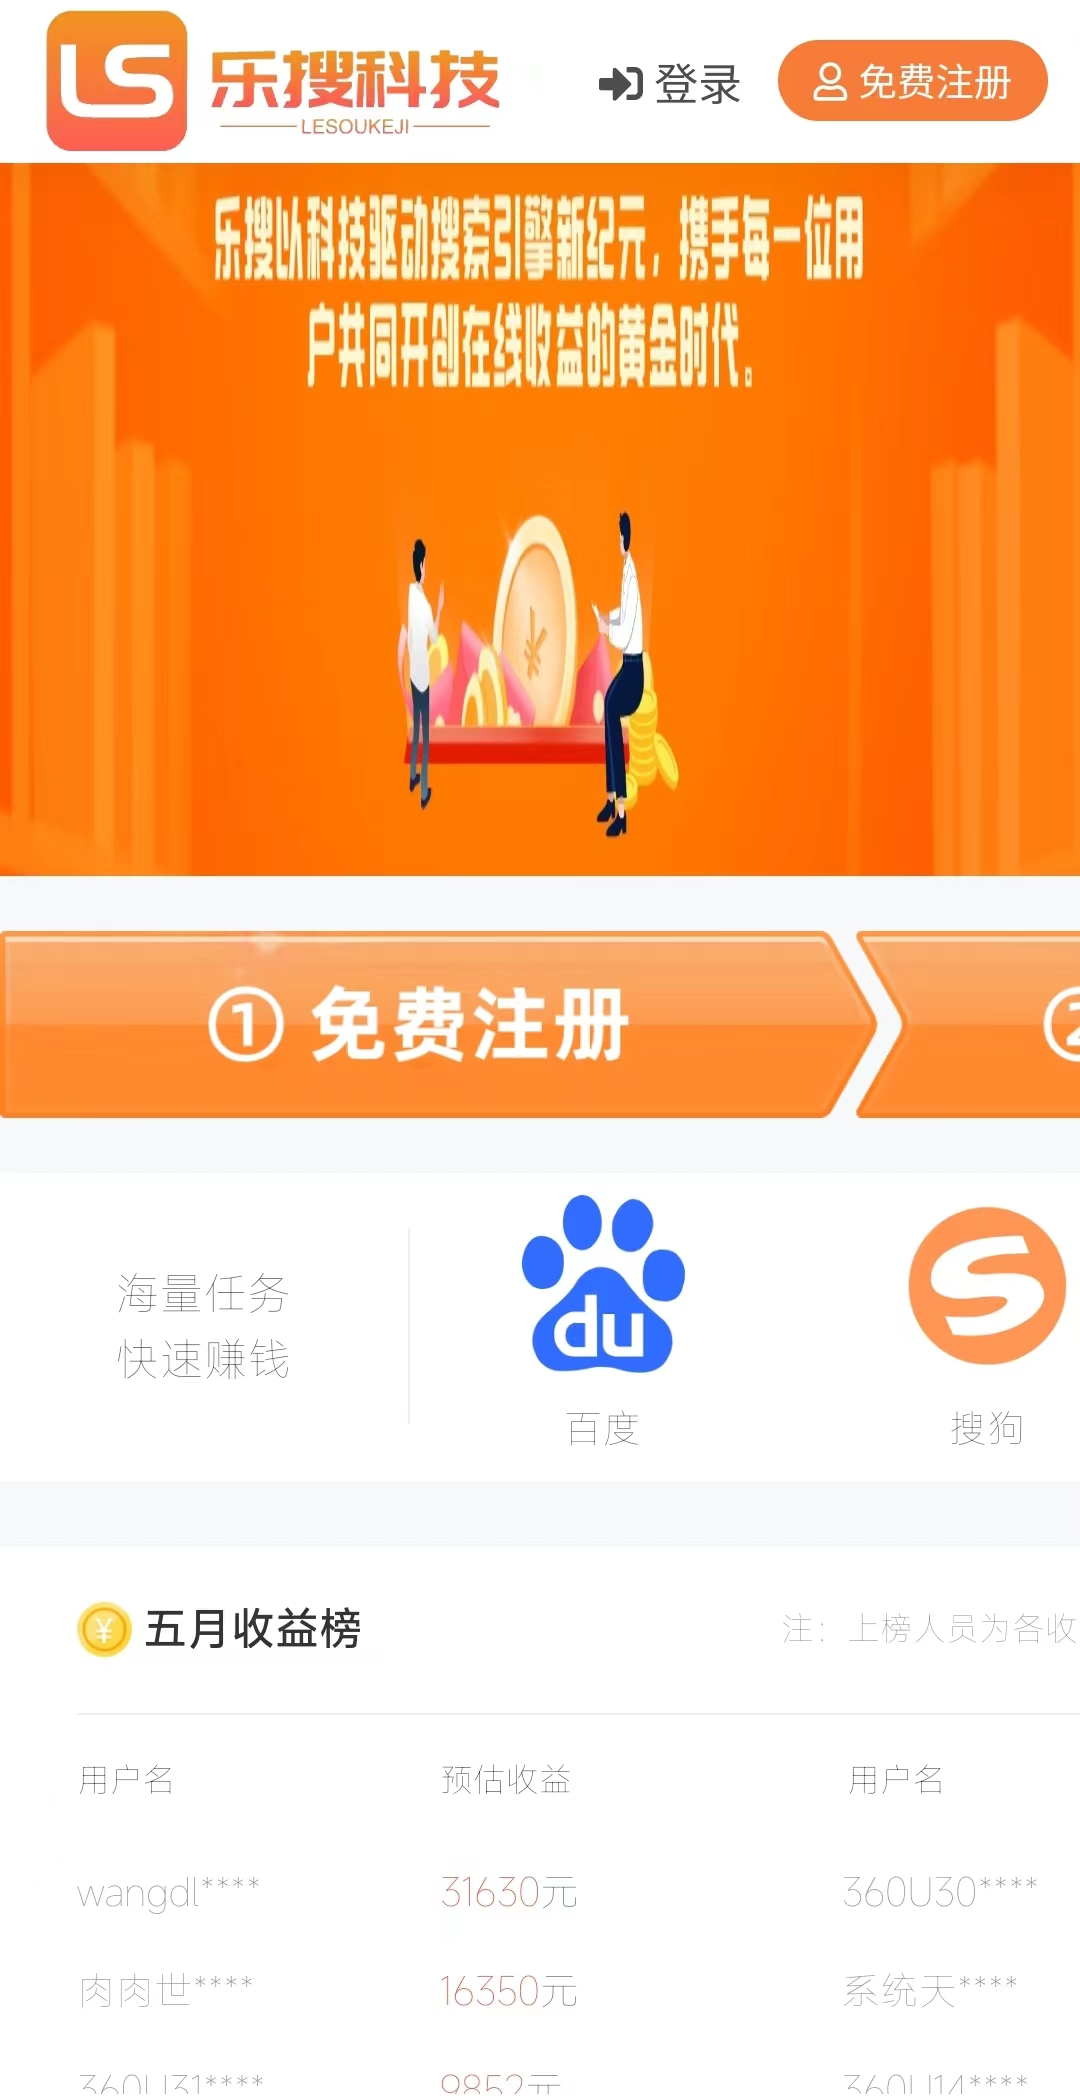 LS 乐搜科技
LESOUKEJI
登录
免费注册
乐搜以科技驱动搜索引擎新纪元，携手每一位用
户共同开创在线收益的黄金时代。
¥
① 免费注册
②
海量任务
快速赚钱
du
百度
S
搜狗
¥ 五月收益榜
注：上榜人员为各收
用户名 预估收益 用户名
wangdl**** 31630元 360U30****
肉肉世**** 16350元 系统天****
360U31**** 9852元 360U14****